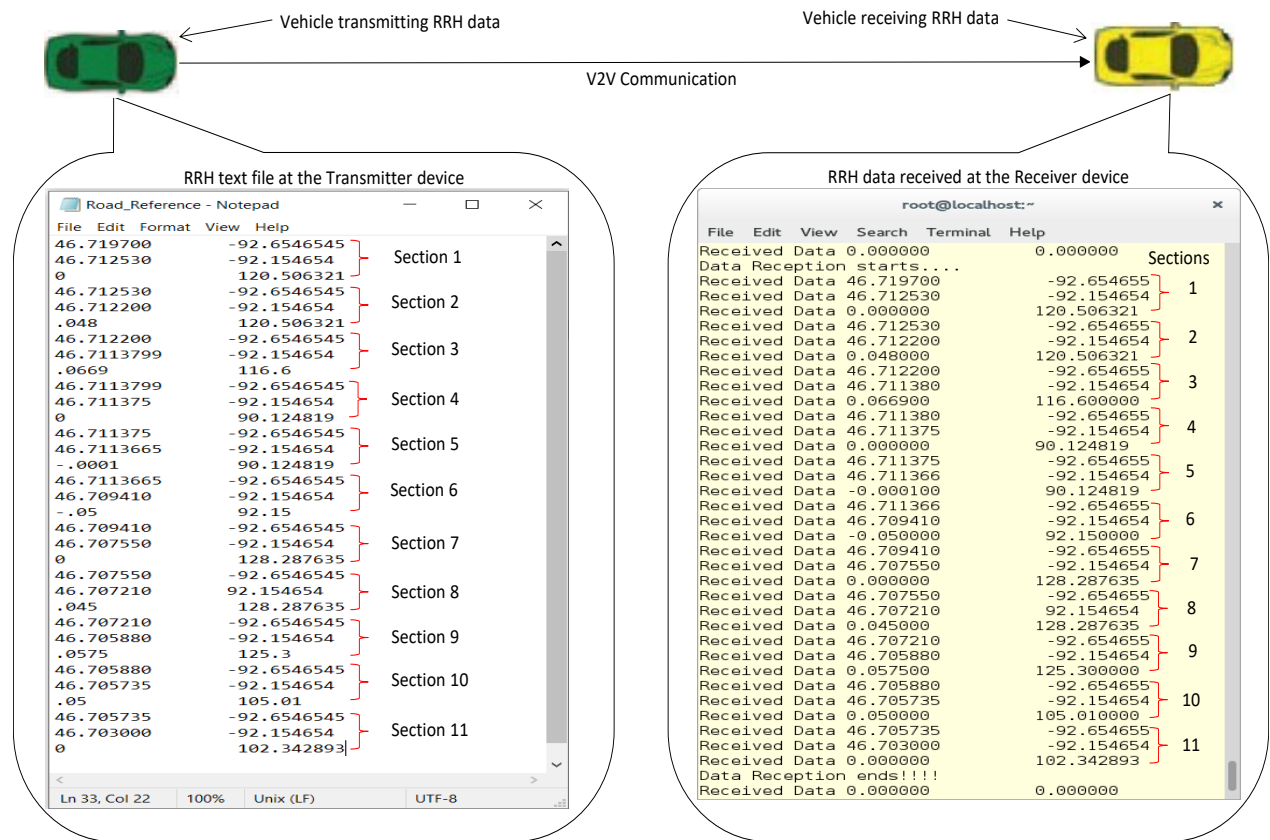 Vehicle transmitting RRH data
Vehicle receiving RRH data
V2V Communication
RRH text file at the Transmitter device
Road_Reference - Notepad
File Edit Format View Help
46.719700 -92.6546545
46.712530 -92.154654
0 120.506321
Section 1
46.712530 -92.6546545
46.712200 -92.154654
.048 120.506321
Section 2
46.712200 -92.6546545
46.7113799 -92.154654
.0669 116.6
Section 3
46.7113799 -92.6546545
46.711375 -92.154654
0 90.124819
Section 4
46.711375 -92.6546545
46.7113665 -92.154654
-.0001 90.124819
Section 5
46.7113665 -92.6546545
46.709410 -92.154654
-.05 92.15
Section 6
46.709410 -92.6546545
46.707550 -92.154654
0 128.287635
Section 7
46.707550 -92.6546545
46.707210 92.154654
.045 128.287635
Section 8
46.707210 -92.6546545
46.705880 -92.154654
.0575 125.3
Section 9
46.705880 -92.6546545
46.705735 -92.154654
.05 105.01
Section 10
46.705735 -92.6546545
46.703000 -92.154654
0 102.342893
Section 11
Ln 33, Col 22 100% Unix (LF) UTF-8
RRH data received at the Receiver device
root@localhost:~
File Edit View Search Terminal Help
Received Data 0.000000 0.000000
Sections
Data Reception starts....
Received Data 46.719700 -92.654655
Received Data 46.712530 -92.154654
Received Data 0.000000 120.506321
1
Received Data 46.712530 -92.654655
Received Data 46.712200 -92.154654
Received Data 0.048000 120.506321
2
Received Data 46.712200 -92.654655
Received Data 46.711380 -92.154654
Received Data 0.066900 116.600000
3
Received Data 46.711380 -92.654655
Received Data 46.711375 -92.154654
Received Data 0.000000 90.124819
4
Received Data 46.711375 -92.654655
Received Data 46.711366 -92.154654
Received Data -0.000100 90.124819
5
Received Data 46.711366 -92.654655
Received Data 46.709410 -92.154654
Received Data -0.050000 92.150000
6
Received Data 46.709410 -92.654655
Received Data 46.707550 -92.154654
Received Data 0.000000 128.287635
7
Received Data 46.707550 -92.654655
Received Data 46.707210 92.154654
Received Data 0.045000 128.287635
8
Received Data 46.707210 -92.654655
Received Data 46.705880 -92.154654
Received Data 0.057500 125.300000
9
Received Data 46.705880 -92.654655
Received Data 46.705735 -92.154654
Received Data 0.050000 105.010000
10
Received Data 46.705735 -92.654655
Received Data 46.703000 -92.154654
Received Data 0.000000 102.342893
11
Data Reception ends!!!!
Received Data 0.000000 0.000000